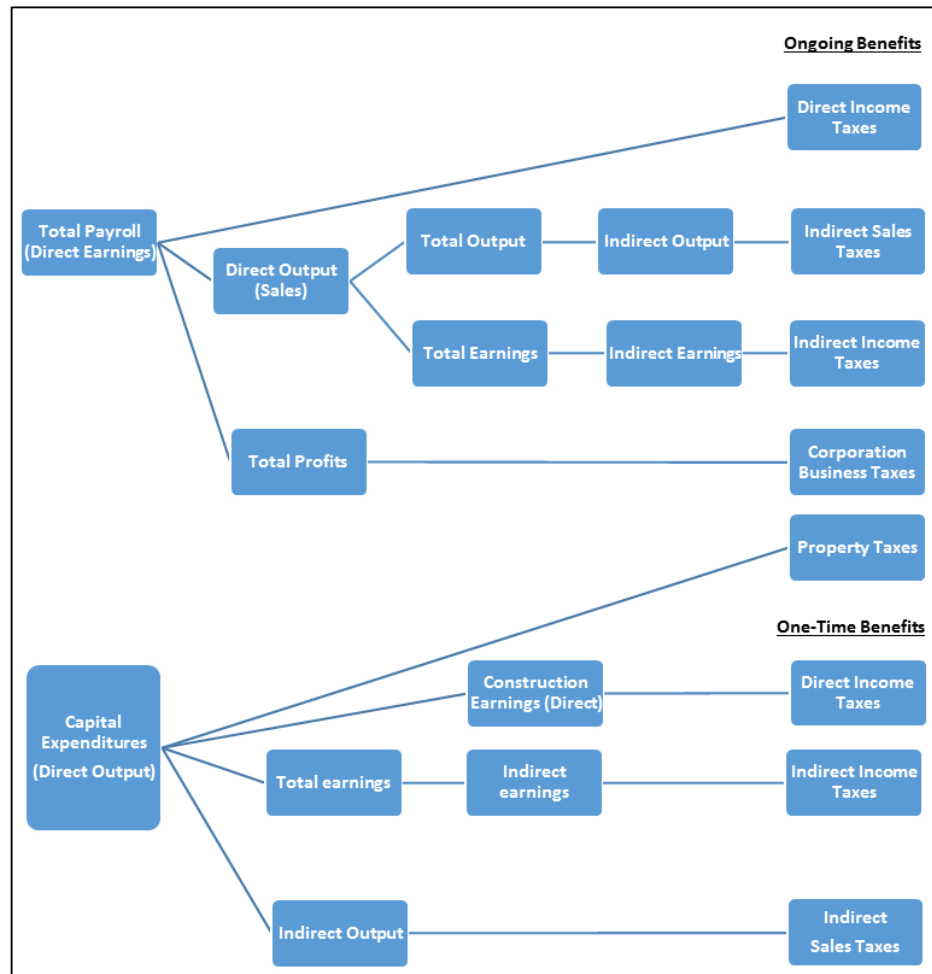 Ongoing Benefits
Direct Income
Taxes
Total Payroll
(Direct Earnings)
Total Output
Indirect Output
Indirect Sales
Taxes
Direct Output
(Sales)
Total Earnings
Indirect Earnings
Indirect Income
Taxes
Total Profits
Corporation
Business Taxes
Property Taxes
One-Time Benefits
Construction
Earnings (Direct)
Direct Income
Taxes
Capital
Expenditures
(Direct Output)
Total earnings
Indirect
earnings
Indirect Income
Taxes
Indirect Output
Indirect
Sales Taxes